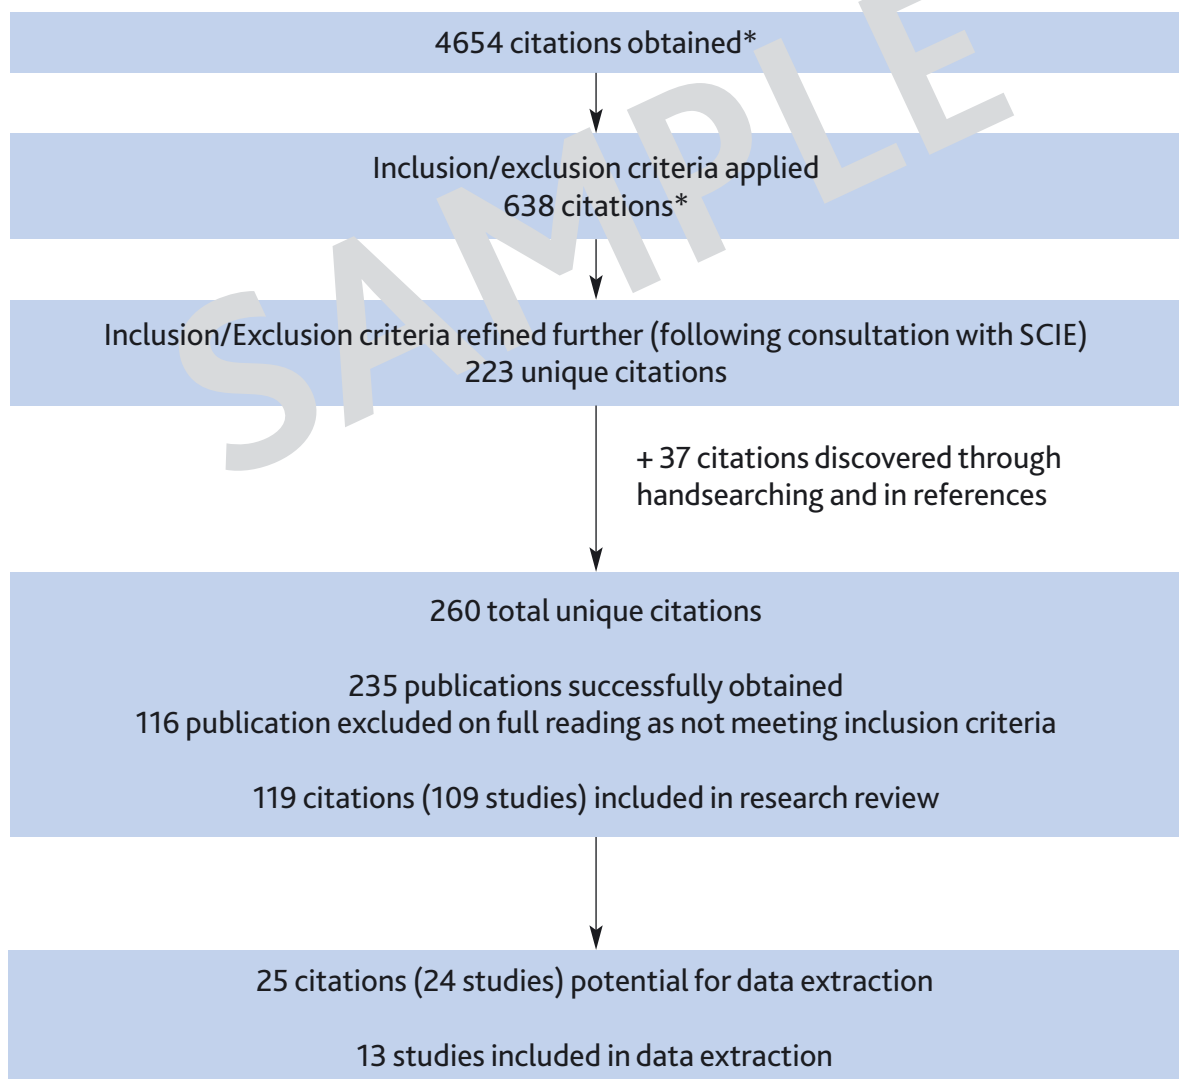 4654 citations obtained*
Inclusion/exclusion criteria applied
638 citations*
Inclusion/Exclusion criteria refined further (following consultation with SCIE)
223 unique citations
+ 37 citations discovered through
handsearching and in references
260 total unique citations
235 publications successfully obtained
116 publication excluded on full reading as not meeting inclusion criteria
119 citations (109 studies) included in research review
25 citations (24 studies) potential for data extraction
13 studies included in data extraction
SAMPLE